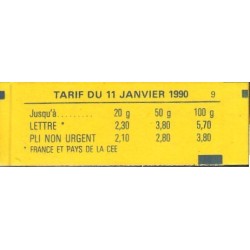 TARIF DU 11 JANVIER 1990 9
Jusqu'à......... 20 g 50 g 100 g
LETTRE * 2,30 3,80 5,70
PLI NON URGENT 2,10 2,80 3,80
* FRANCE ET PAYS DE LA CEE